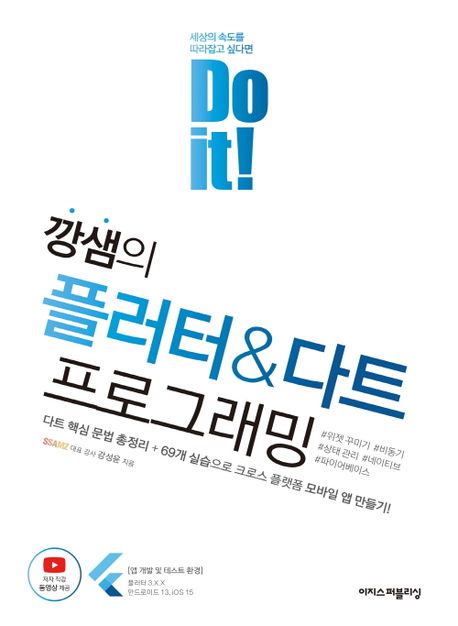 세상의 속도를
따라잡고 싶다면
Do
it!
깡샘의
플러터&다트
프로그래밍
#위젯 꾸미기 #비동기
#상태 관리 #네이티브
#파이어베이스
다트 핵심 문법 총정리 + 69개 실습으로 크로스 플랫폼 모바일 앱 만들기!
SSAMZ 대표 강사 강성윤 지음
저자 직강
동영상 제공
[앱 개발 및 테스트 환경]
플러터 3.X.X
안드로이드 13, iOS 15
이지스퍼블리싱